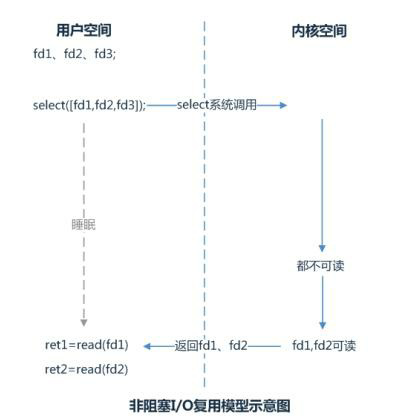 用户空间
内核空间
fd1、fd2、fd3;
select([fd1,fd2,fd3]);
select系统调用
睡眠
都不可读
ret1=read(fd1)
返回fd1、fd2
fd1,fd2可读
ret2=read(fd2)
非阻塞I/O复用模型示意图